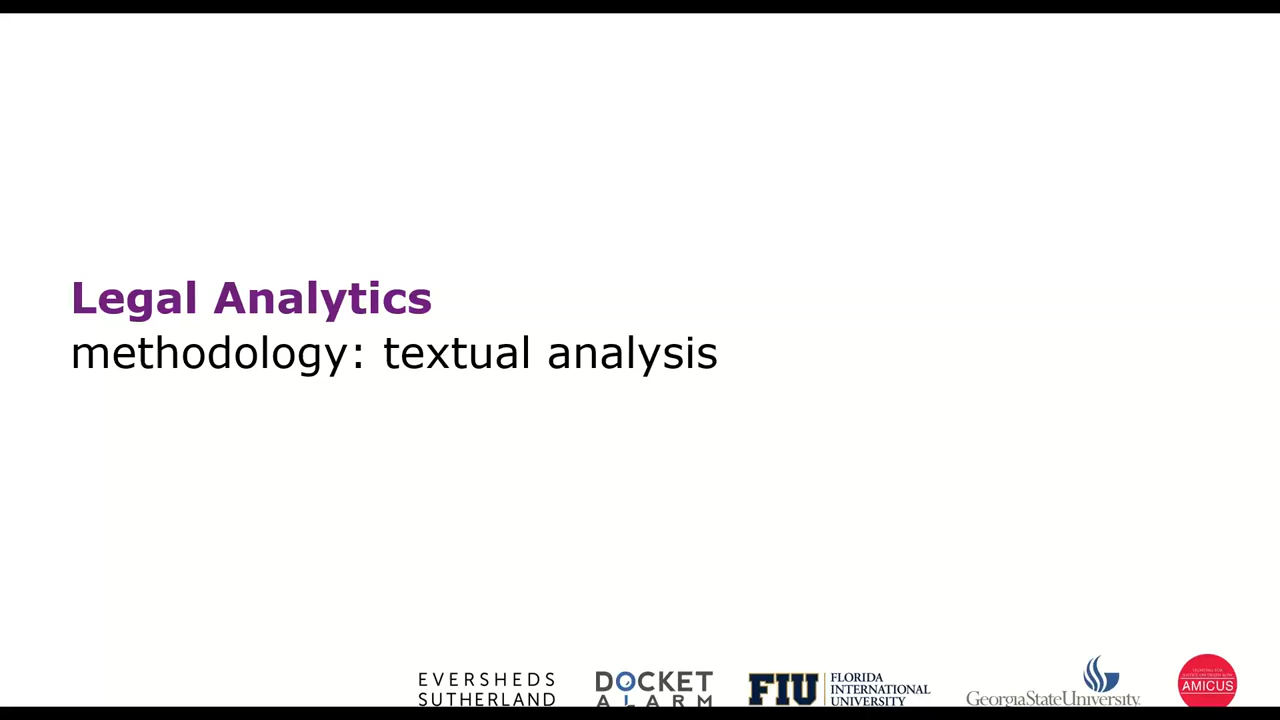 Legal Analytics
methodology: textual analysis
EVERSHEDS
SUTHERLAND
DOCKET
ALARM
FIU
FLORIDA
INTERNATIONAL
UNIVERSITY
GeorgiaStateUniversity
AMICUS